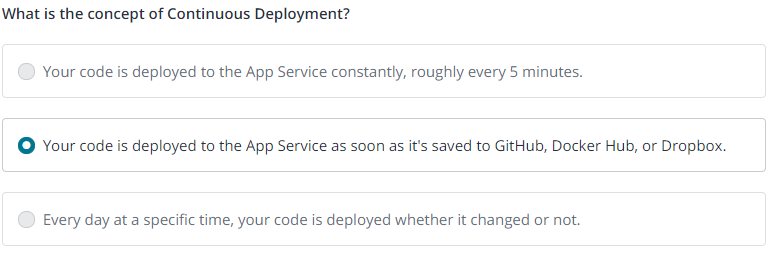 What is the concept of Continuous Deployment?
Your code is deployed to the App Service constantly, roughly every 5 minutes.
Your code is deployed to the App Service as soon as it's saved to GitHub, Docker Hub, or Dropbox.
Every day at a specific time, your code is deployed whether it changed or not.